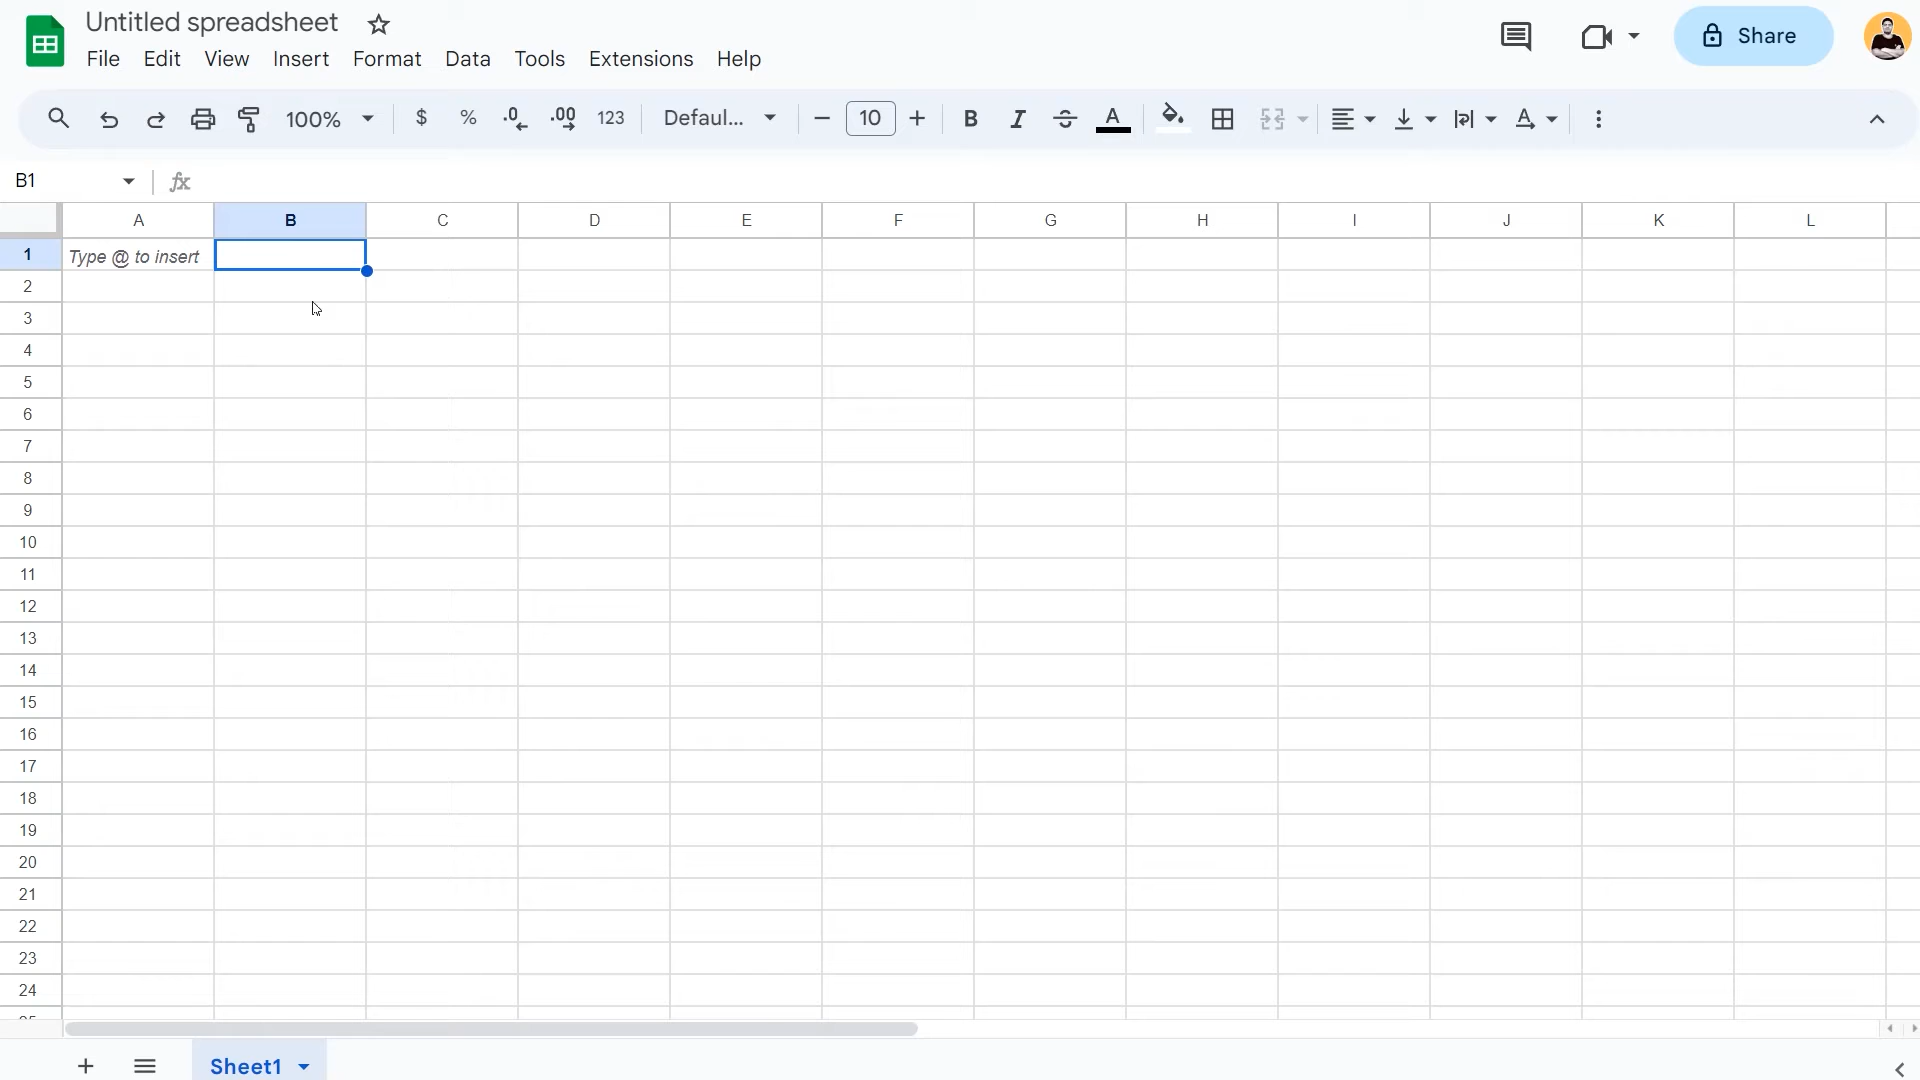 Untitled spreadsheet
File Edit View Insert Format Data Tools Extensions Help
Share
100% $ % .0 .00 123 Defaul... 10 B I A A
B1 fx
A B C D E F G H I J K L
1 Type @ to insert
2
3
4
5
6
7
8
9
10
11
12
13
14
15
16
17
18
19
20
21
22
23
24
Sheet1